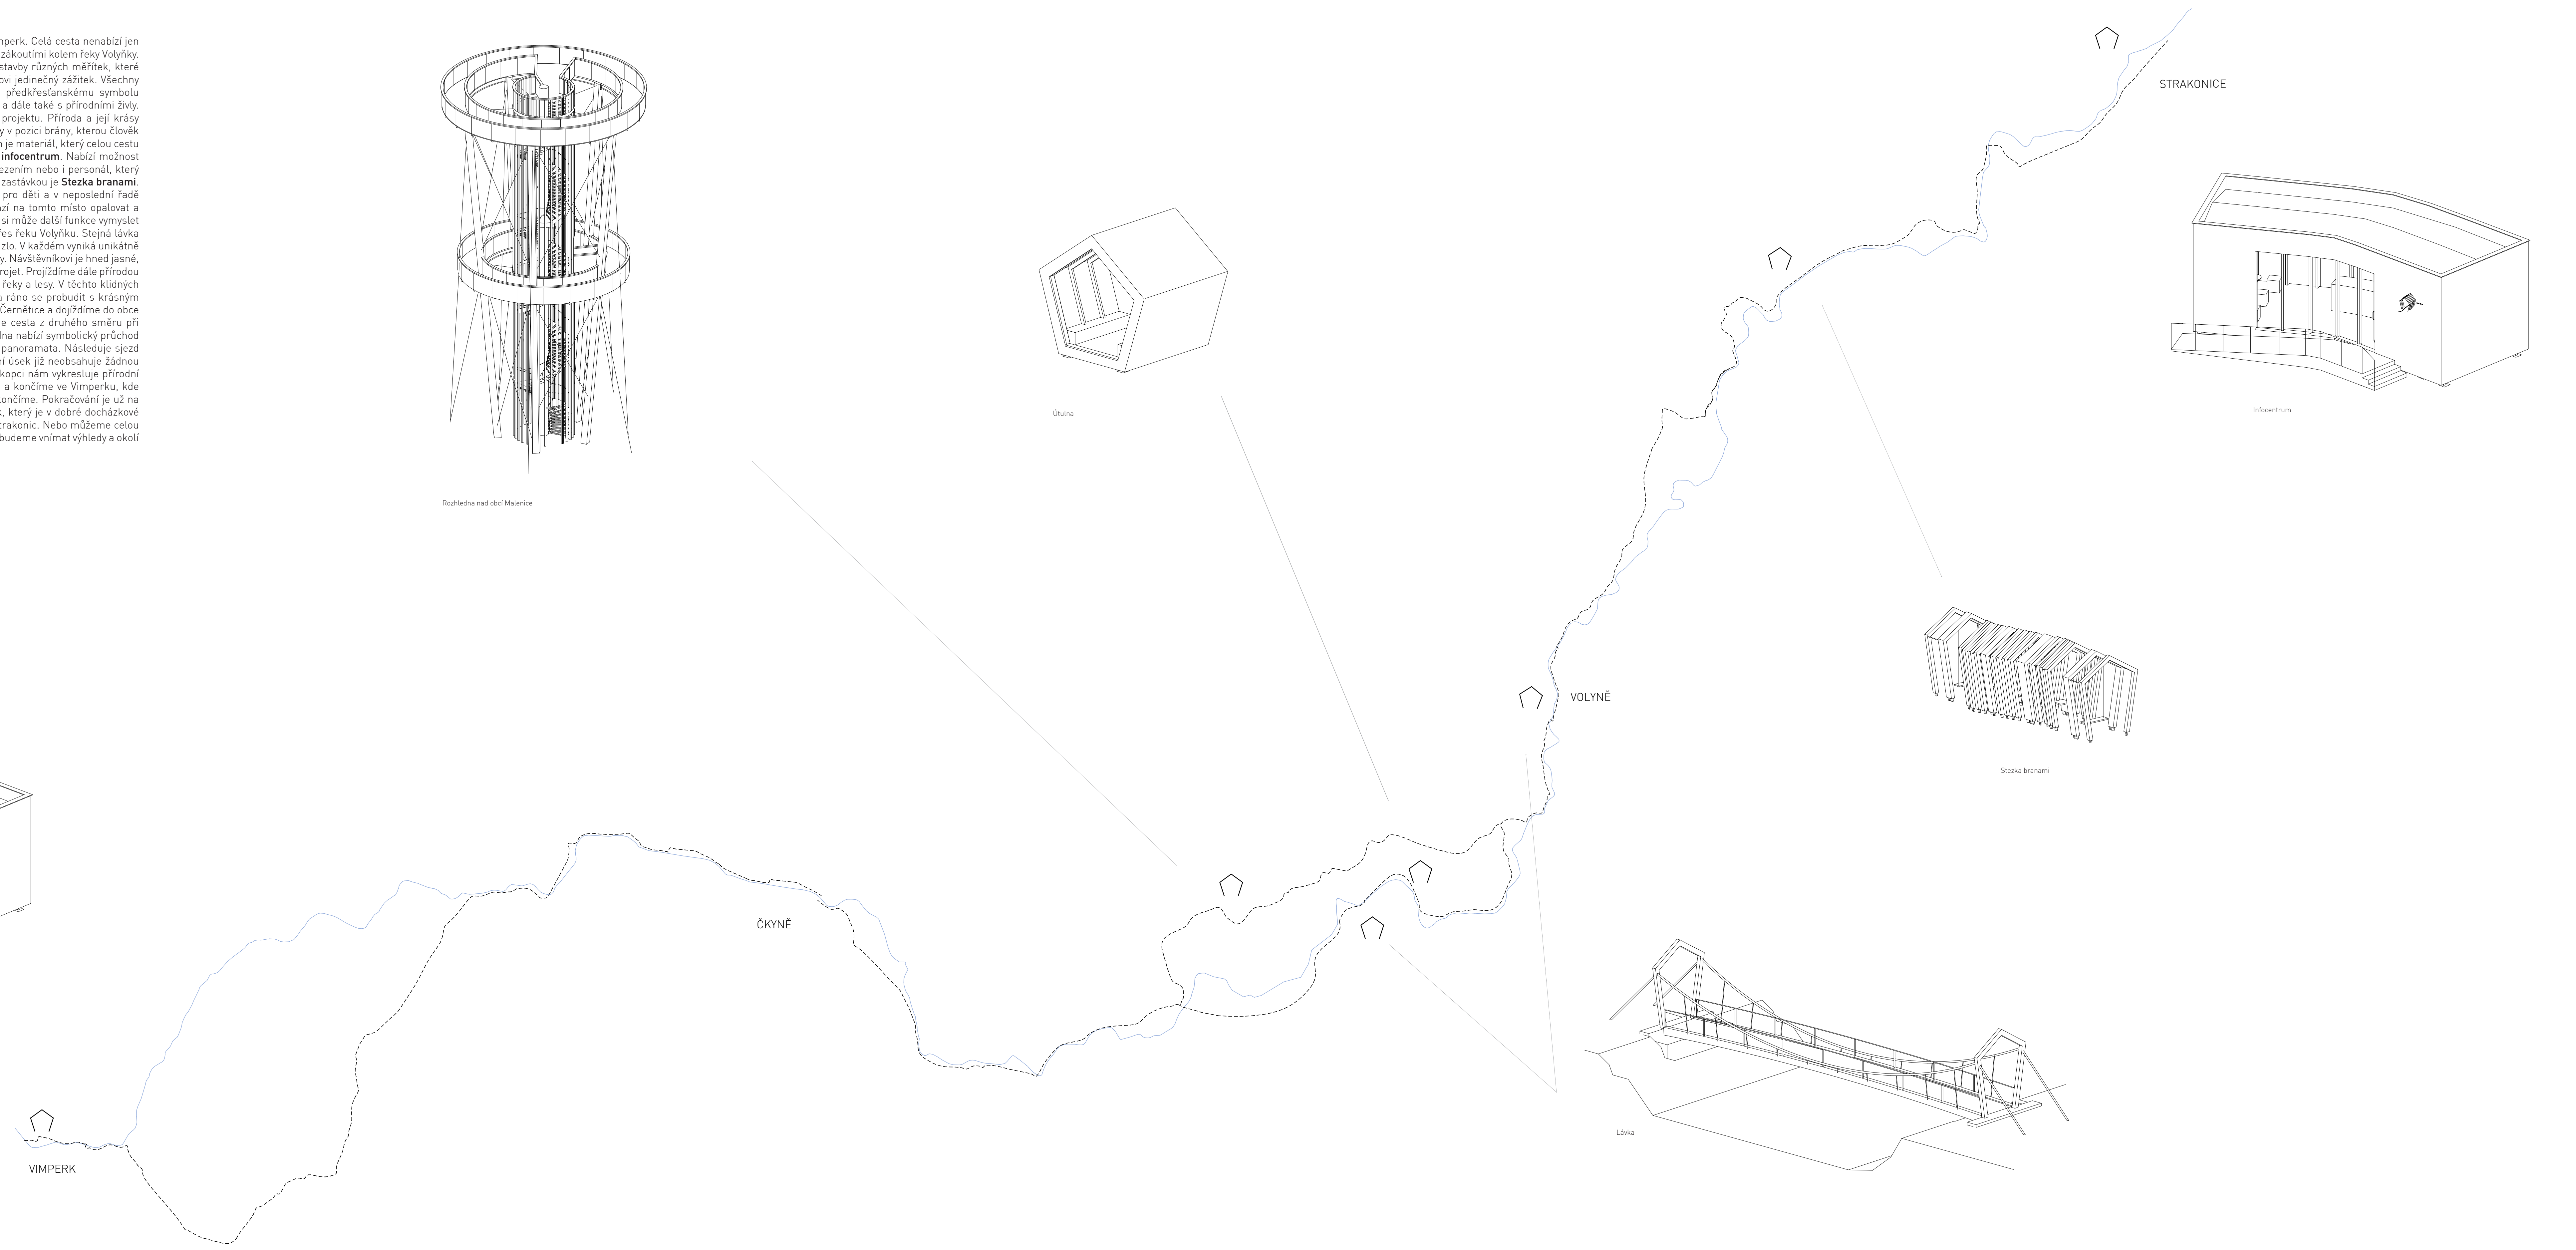 mperk. Celá cesta nenabízí jen
zákoutími kolem řeky Volyňky.
stavby různých měřítek, které
ovi jedinečný zážitek. Všechny
předkřesťanskému symbolu
a dále také s přírodními živly.
projektu. Příroda a její krásy
y v pozici brány, kterou člověk
n je materiál, který celou cestu
infocentrum. Nabízí možnost
ezením nebo i personál, který
zastávkou je Stezka branami.
pro děti a v neposlední řadě
ází na tomto místo opalovat a
si může další funkce vymyslet
řes řeku Volyňku. Stejná lávka
uzlo. V každém vyniká unikátně
y. Návštěvníkovi je hned jasné,
rojet. Projíždíme dále přírodou
řeky a lesy. V těchto klidných
a ráno se probudit s krásným
Černětice a dojíždíme do obce
e cesta z druhého směru při
dna nabízí symbolický průchod
panoramata. Následuje sjezd
ní úsek již neobsahuje žádnou
kopci nám vykresluje přírodní
a končíme ve Vimperku, kde
končíme. Pokračování je už na
k, který je v dobré docházkové
trakonic. Nebo můžeme celou
budeme vnímat výhledy a okolí
STRAKONICE
Infocentrum
Útulna
Rozhledna nad obcí Malenice
VOLYNĚ
Stezka branami
ČKYNĚ
Lávka
VIMPERK